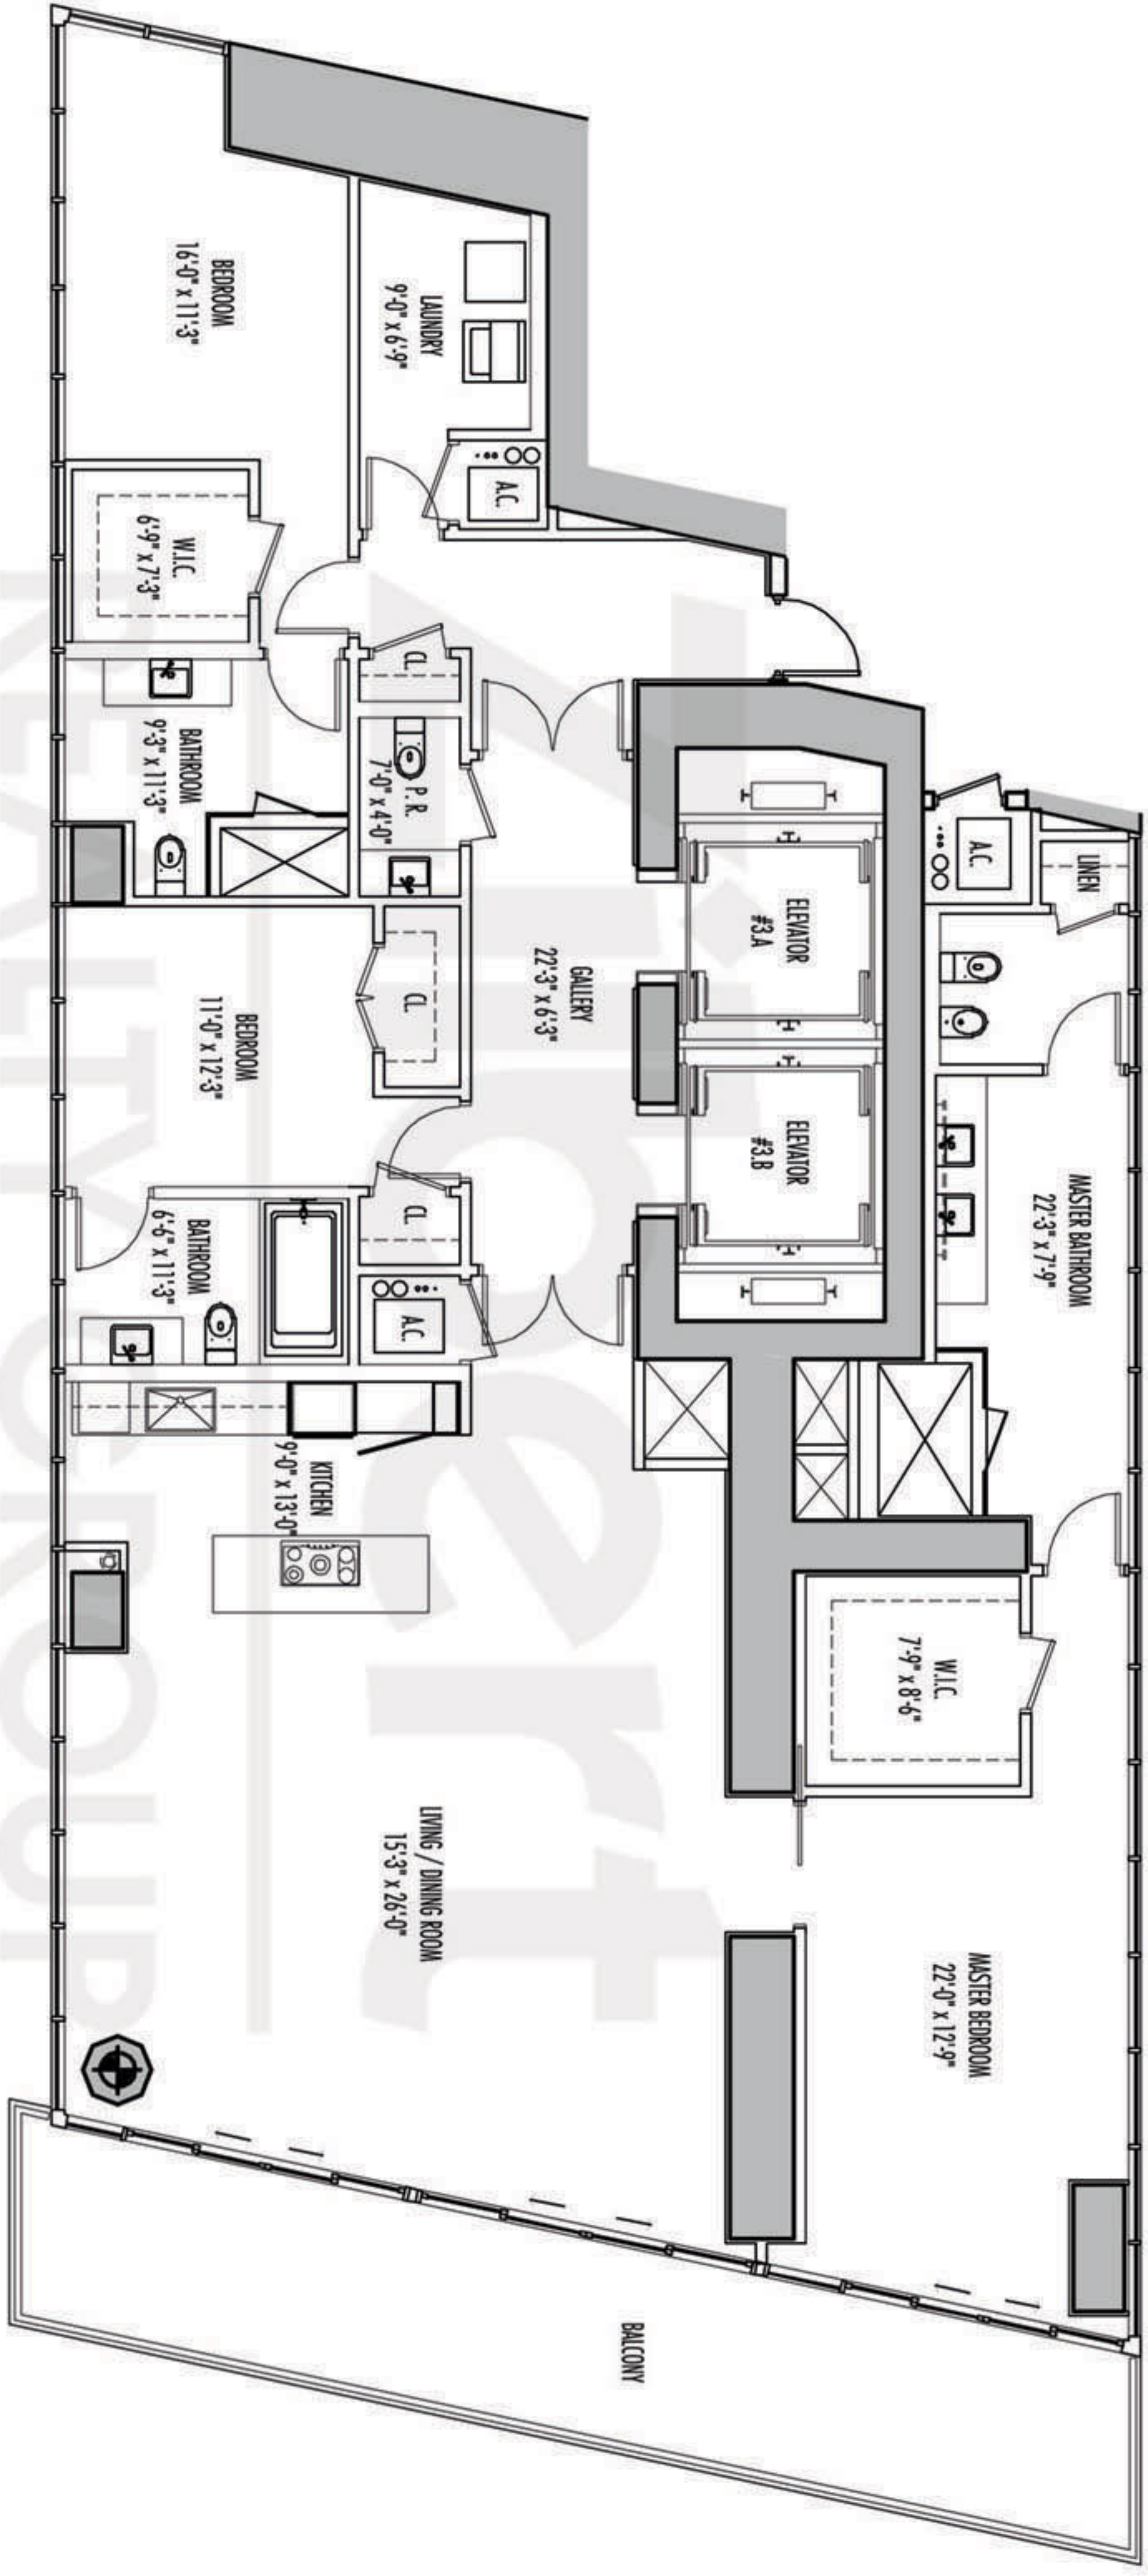 BEDROOM
16'-0" x 11'-3"
LAUNDRY
9'-0" x 6'-9"
A.C.
W.I.C.
6'-9" x 7'-3"
CL.
BATHROOM
9'-3" x 11'-3"
P.R.
7'-0" x 4'-0"
A.C.
LINEN
ELEVATOR
#3.A
GALLERY
22'-3" x 6'-3"
CL.
BEDROOM
11'-0" x 12'-3"
ELEVATOR
#3.B
MASTER BATHROOM
22'-3" x 7'-9"
CL.
BATHROOM
6'-6" x 11'-3"
A.C.
KITCHEN
9'-0" x 13'-0"
W.I.C.
7'-9" x 8'-6"
LIVING / DINING ROOM
15'-3" x 26'-0"
MASTER BEDROOM
22'-0" x 12'-9"
BALCONY
REALTY GROUP